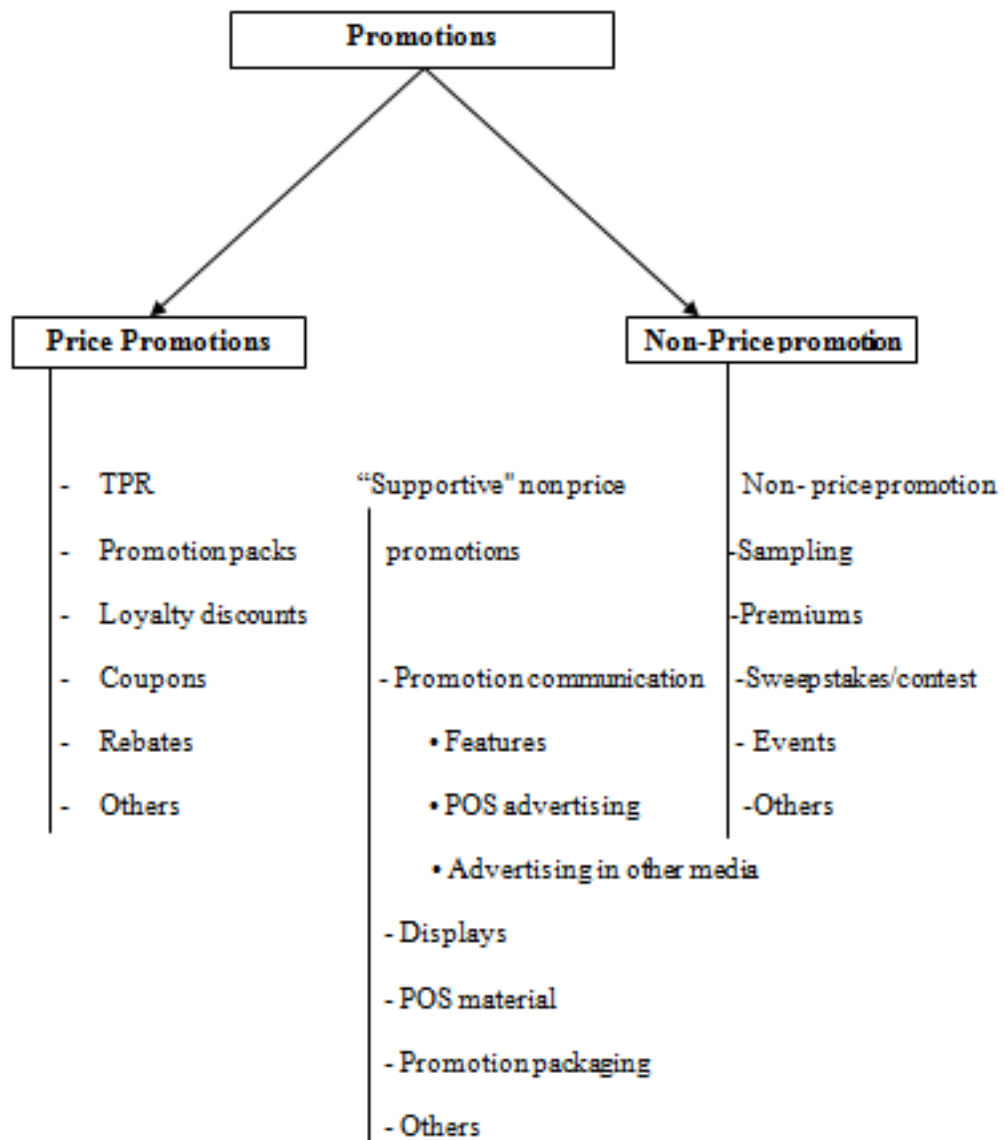 Promotions
Price Promotions
Non-Price promotion
- TPR
- Promotion packs
- Loyalty discounts
- Coupons
- Rebates
- Others
“Supportive" non price
promotions
- Promotion communication
• Features
• POS advertising
• Advertising in other media
- Displays
- POS material
- Promotion packaging
- Others
Non- price promotion
-Sampling
-Premiums
-Sweepstakes/contest
- Events
-Others